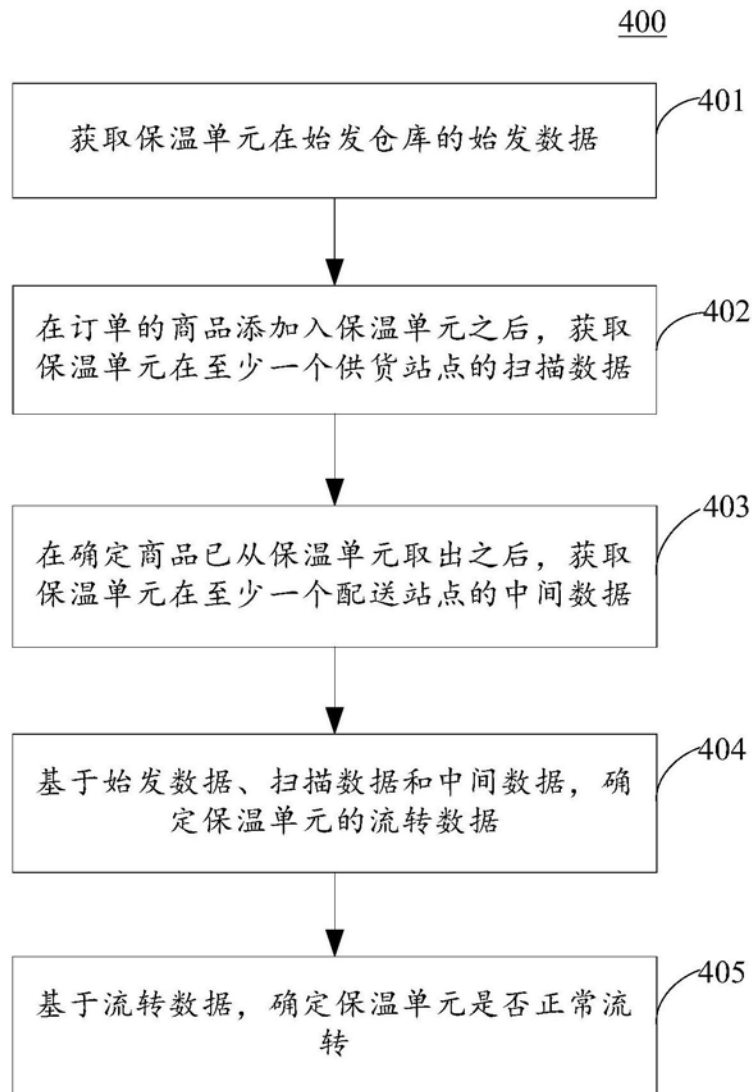 400
401
获取保温单元在始发仓库的始发数据
402
在订单的商品添加入保温单元之后，获取
保温单元在至少一个供货站点的扫描数据
403
在确定商品已从保温单元取出之后，获取
保温单元在至少一个配送站点的中间数据
404
基于始发数据、扫描数据和中间数据，确
定保温单元的流转数据
405
基于流转数据，确定保温单元是否正常流
转